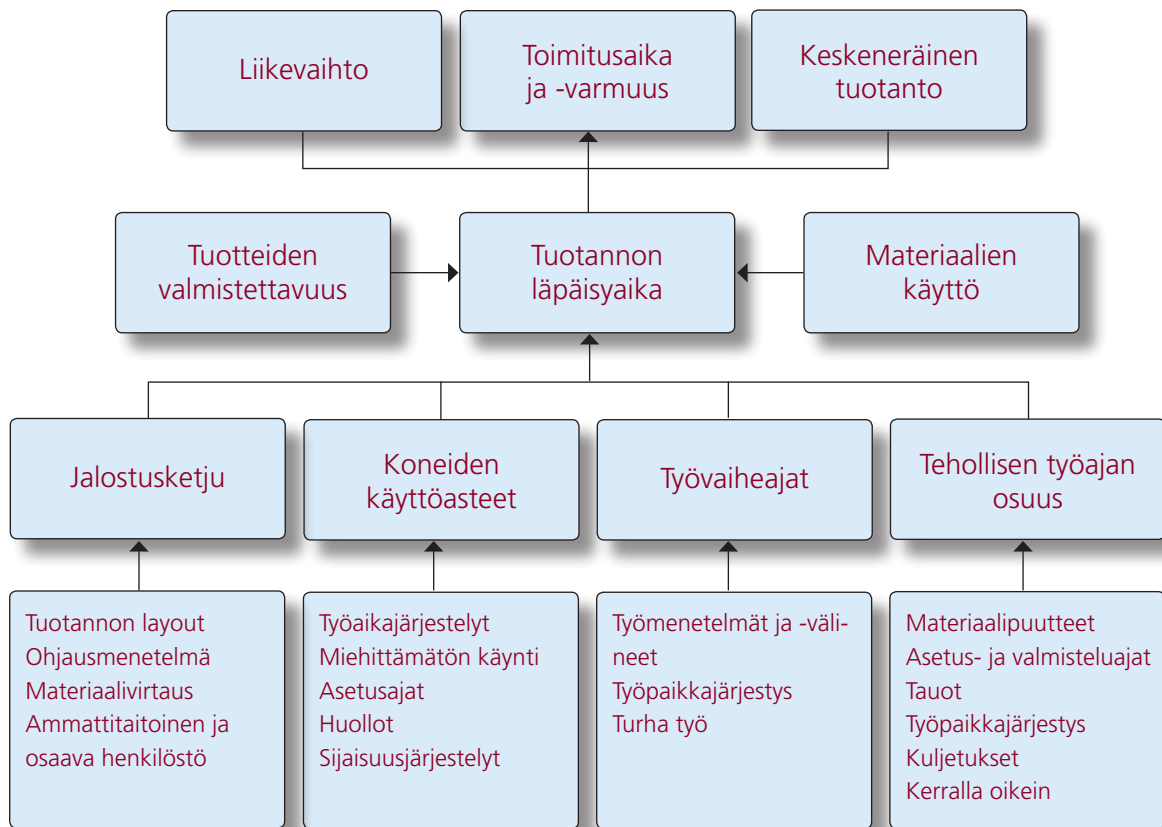 Liikevaihto
Toimitusaika
ja -varmuus
Keskeneräinen
tuotanto
Tuotteiden
valmistettavuus
Tuotannon
läpäisyaika
Materiaalien
käyttö
Jalostusketju
Koneiden
käyttöasteet
Työvaiheajat
Tehollisen työajan
osuus
Tuotannon layout
Ohjausmenetelmä
Materiaalivirtaus
Ammattitaitoinen ja
osaava henkilöstö
Työaikajärjestelyt
Miehittämätön käynti
Asetusajat
Huollot
Sijaisuusjärjestelyt
Työmenetelmät ja -väli-
neet
Työpaikkajärjestys
Turha työ
Materiaalipuutteet
Asetus- ja valmisteluajat
Tauot
Työpaikkajärjestys
Kuljetukset
Kerralla oikein